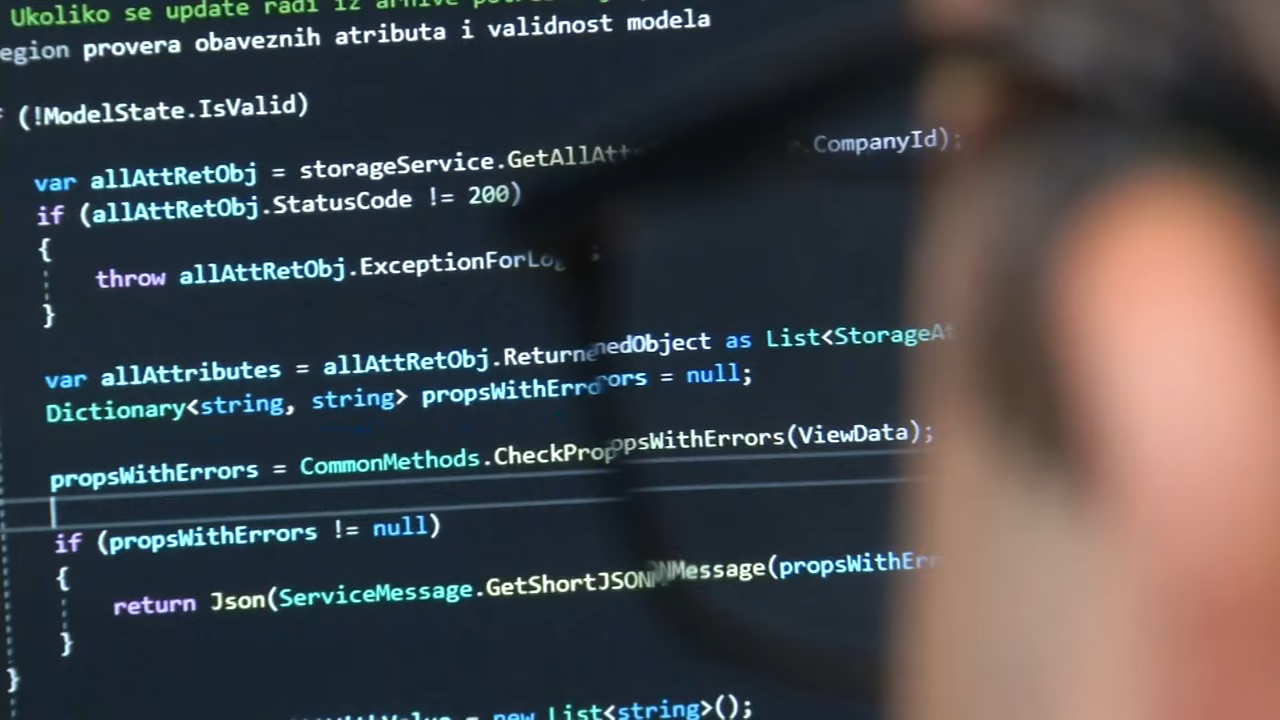 Ukoliko se update radi iz arhive
egion provera obaveznih atributa i validnost modela
(!ModelState.IsValid)
var allAttRetObj = storageService.GetAllAtt CompanyId);
if (allAttRetObj.StatusCode != 200)
{
throw allAttRetObj.ExceptionForLog ;
}
var allAttributes = allAttRetObj.ReturnedObject as List<StorageAt
Dictionary<string, string> propsWithErrors = null;
propsWithErrors = CommonMethods.CheckPropsWithErrors(ViewData);
if (propsWithErrors != null)
{
return Json(ServiceMessage.GetShortJSONMessage(propsWithErr
}
}
= new List<string>();